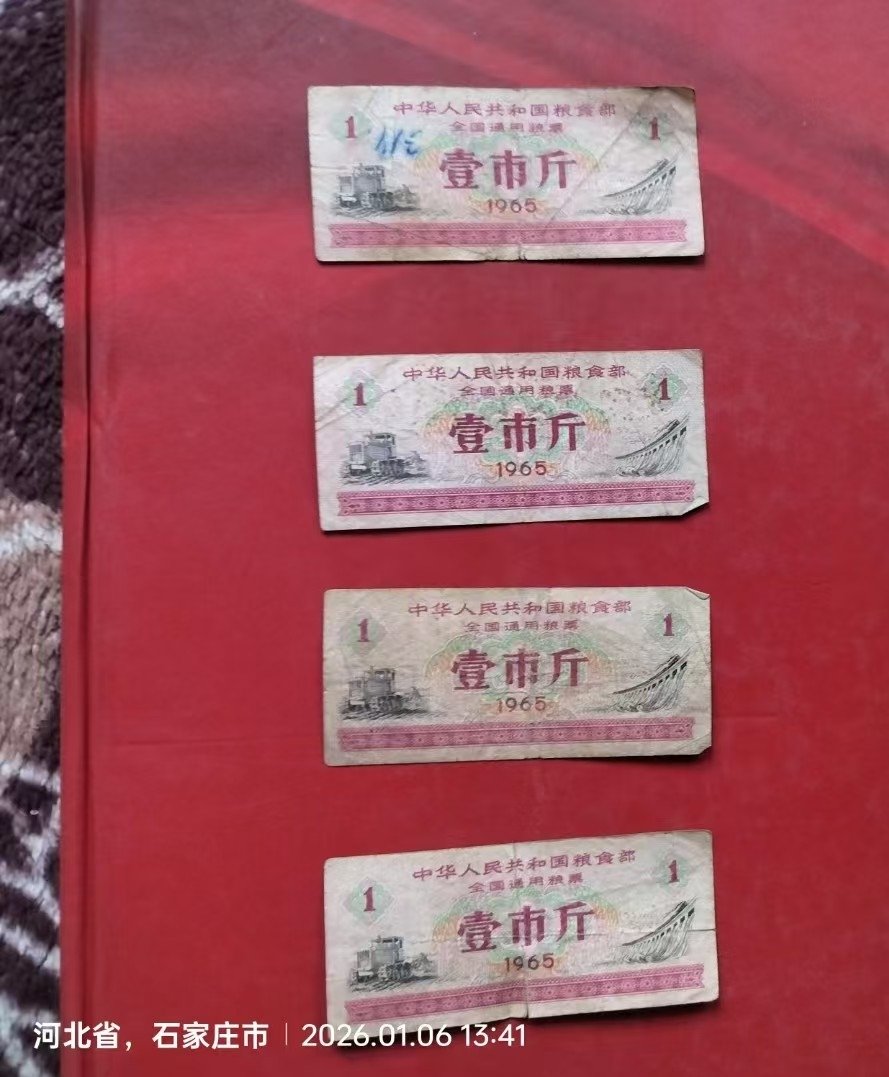 中华人民共和国粮食部
全国通用粮票
1 1
壹市斤
1965
中华人民共和国粮食部
全国通用粮票
1 1
壹市斤
1965
中华人民共和国粮食部
全国通用粮票
1 1
壹市斤
1965
中华人民共和国粮食部
全国通用粮票
1 1
壹市斤
1965
河北省，石家庄市 | 2026.01.06 13:41